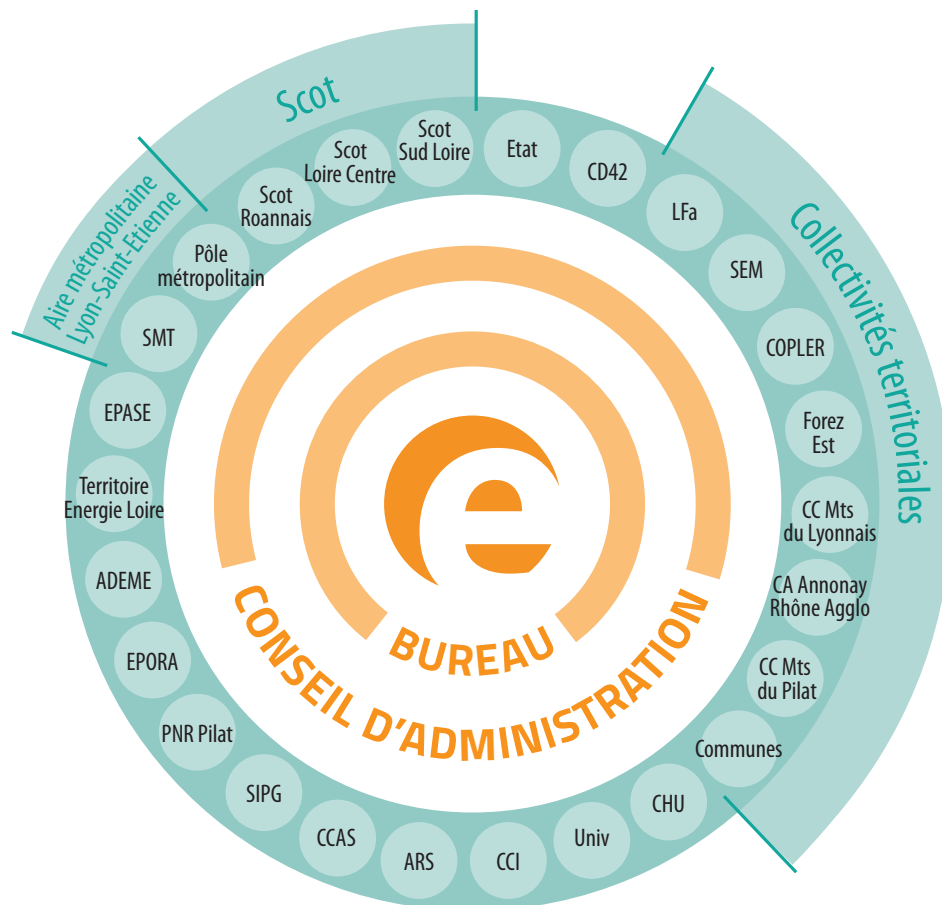 Scot
Aire métropolitaine
Lyon-Saint-Etienne
Collectivités territoriales
Scot
Sud Loire
Etat
CD42
LFa
SEM
COPLER
Forez
Est
CC Mts
du Lyonnais
CA Annonay
Rhône Agglo
CC Mts
du Pilat
Communes
CHU
Univ
CCI
ARS
CCAS
SIPG
PNR Pilat
EPORA
ADEME
Territoire
Energie Loire
EPASE
SMT
Pôle
métropolitain
Scot
Roannais
Scot
Loire Centre
e
BUREAU
CONSEIL D'ADMINISTRATION